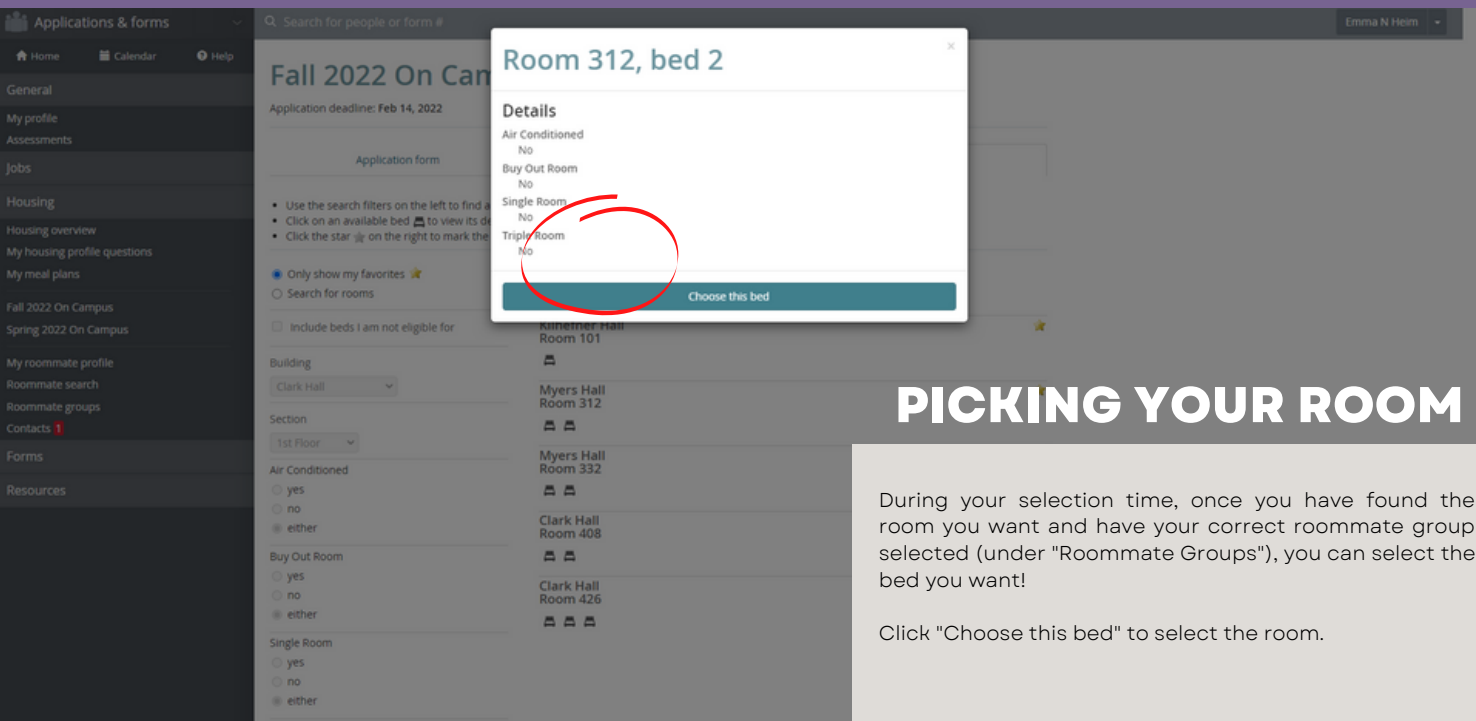 Applications & forms
Search for people or form #
Emma N Heim
Home
Calendar
Help
General
My profile
Assessments
Jobs
Housing
Housing overview
My housing profile questions
My meal plans
Fall 2022 On Campus
Spring 2022 On Campus
My roommate profile
Roommate search
Roommate groups
Contacts 1
Forms
Resources
Fall 2022 On Cam
Application deadline: Feb 14, 2022
Application form
Use the search filters on the left to find a
Click on an available bed to view its de
Click the star on the right to mark the
Only show my favorites
Search for rooms
Include beds I am not eligible for
Building
Clark Hall
Section
1st Floor
Air Conditioned
yes
no
either
Buy Out Room
yes
no
either
Single Room
yes
no
either
Room 312, bed 2
×
Details
Air Conditioned
No
Buy Out Room
No
Single Room
No
Triple Room
No
Choose this bed
Hall
Room 101
Myers Hall
Room 312
Myers Hall
Room 332
Clark Hall
Room 408
Clark Hall
Room 426
PICKING YOUR ROOM
During your selection time, once you have found the
room you want and have your correct roommate group
selected (under "Roommate Groups"), you can select the
bed you want!
Click "Choose this bed" to select the room.